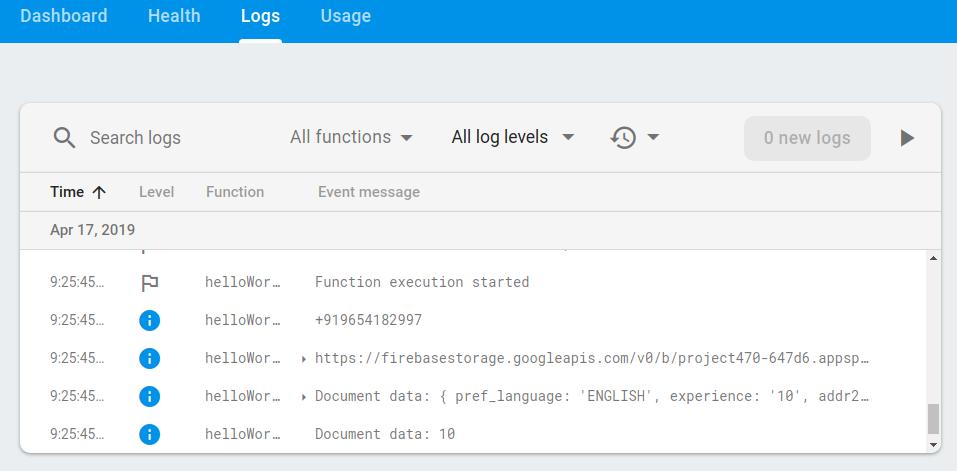 Dashboard Health Logs Usage
Search logs All functions All log levels 0 new logs
Time Level Function Event message
Apr 17, 2019
9:25:45… helloWor… Function execution started
9:25:45… helloWor… +919654182997
9:25:45… helloWor… https://firebasestorage.googleapis.com/v0/b/project470-647d6.appsp…
9:25:45… helloWor… Document data: { pref_language: 'ENGLISH', experience: '10', addr2…
9:25:45… helloWor… Document data: 10